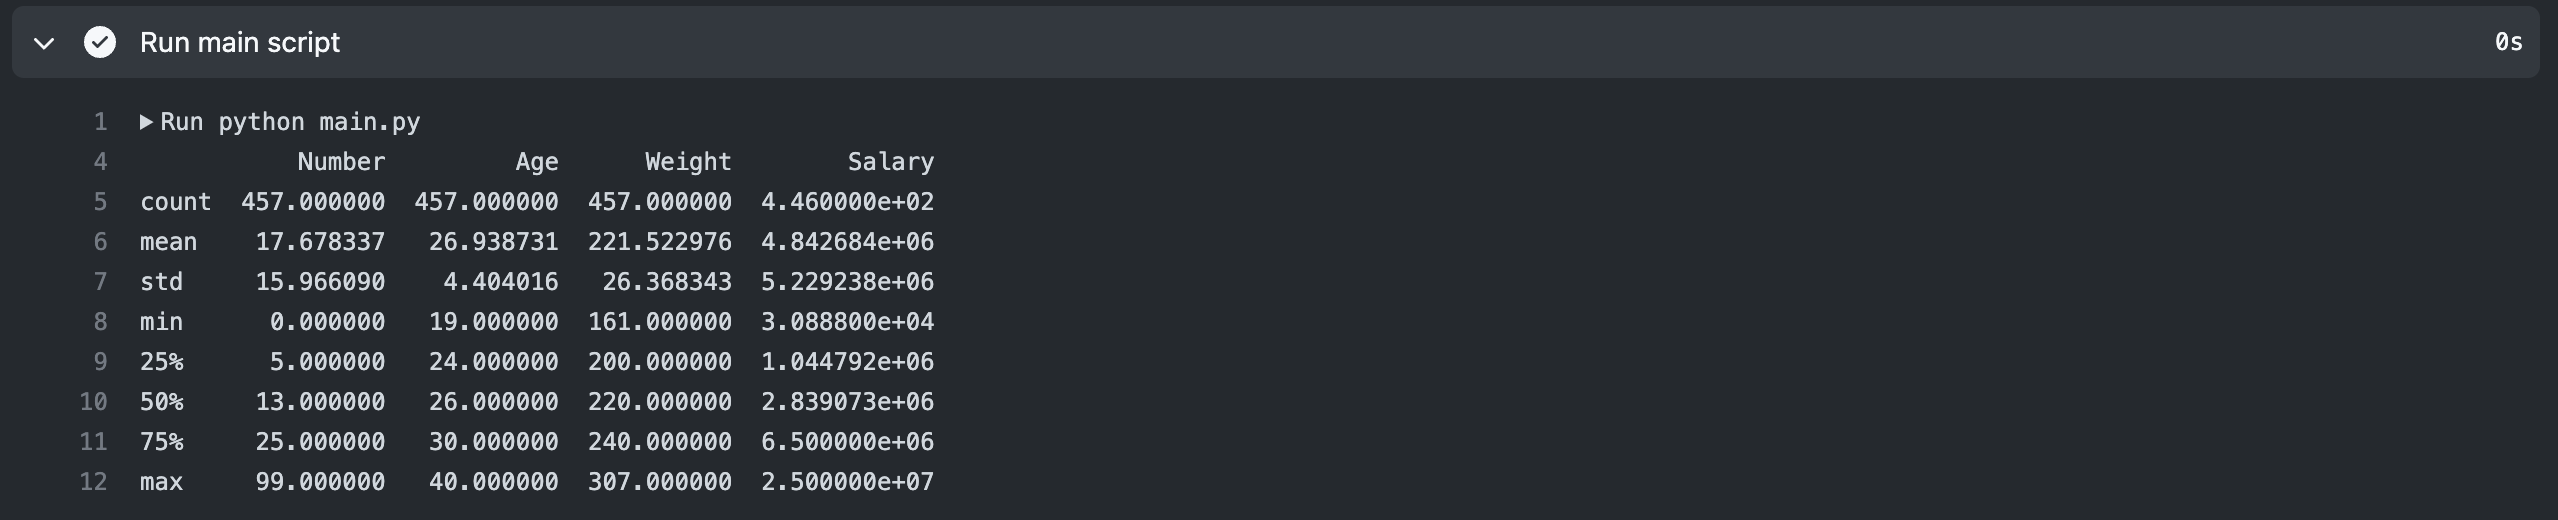 Run main script 0s
1 ▶Run python main.py
4 Number Age Weight Salary
5 count 457.000000 457.000000 457.000000 4.460000e+02
6 mean 17.678337 26.938731 221.522976 4.842684e+06
7 std 15.966090 4.404016 26.368343 5.229238e+06
8 min 0.000000 19.000000 161.000000 3.088800e+04
9 25% 5.000000 24.000000 200.000000 1.044792e+06
10 50% 13.000000 26.000000 220.000000 2.839073e+06
11 75% 25.000000 30.000000 240.000000 6.500000e+06
12 max 99.000000 40.000000 307.000000 2.500000e+07